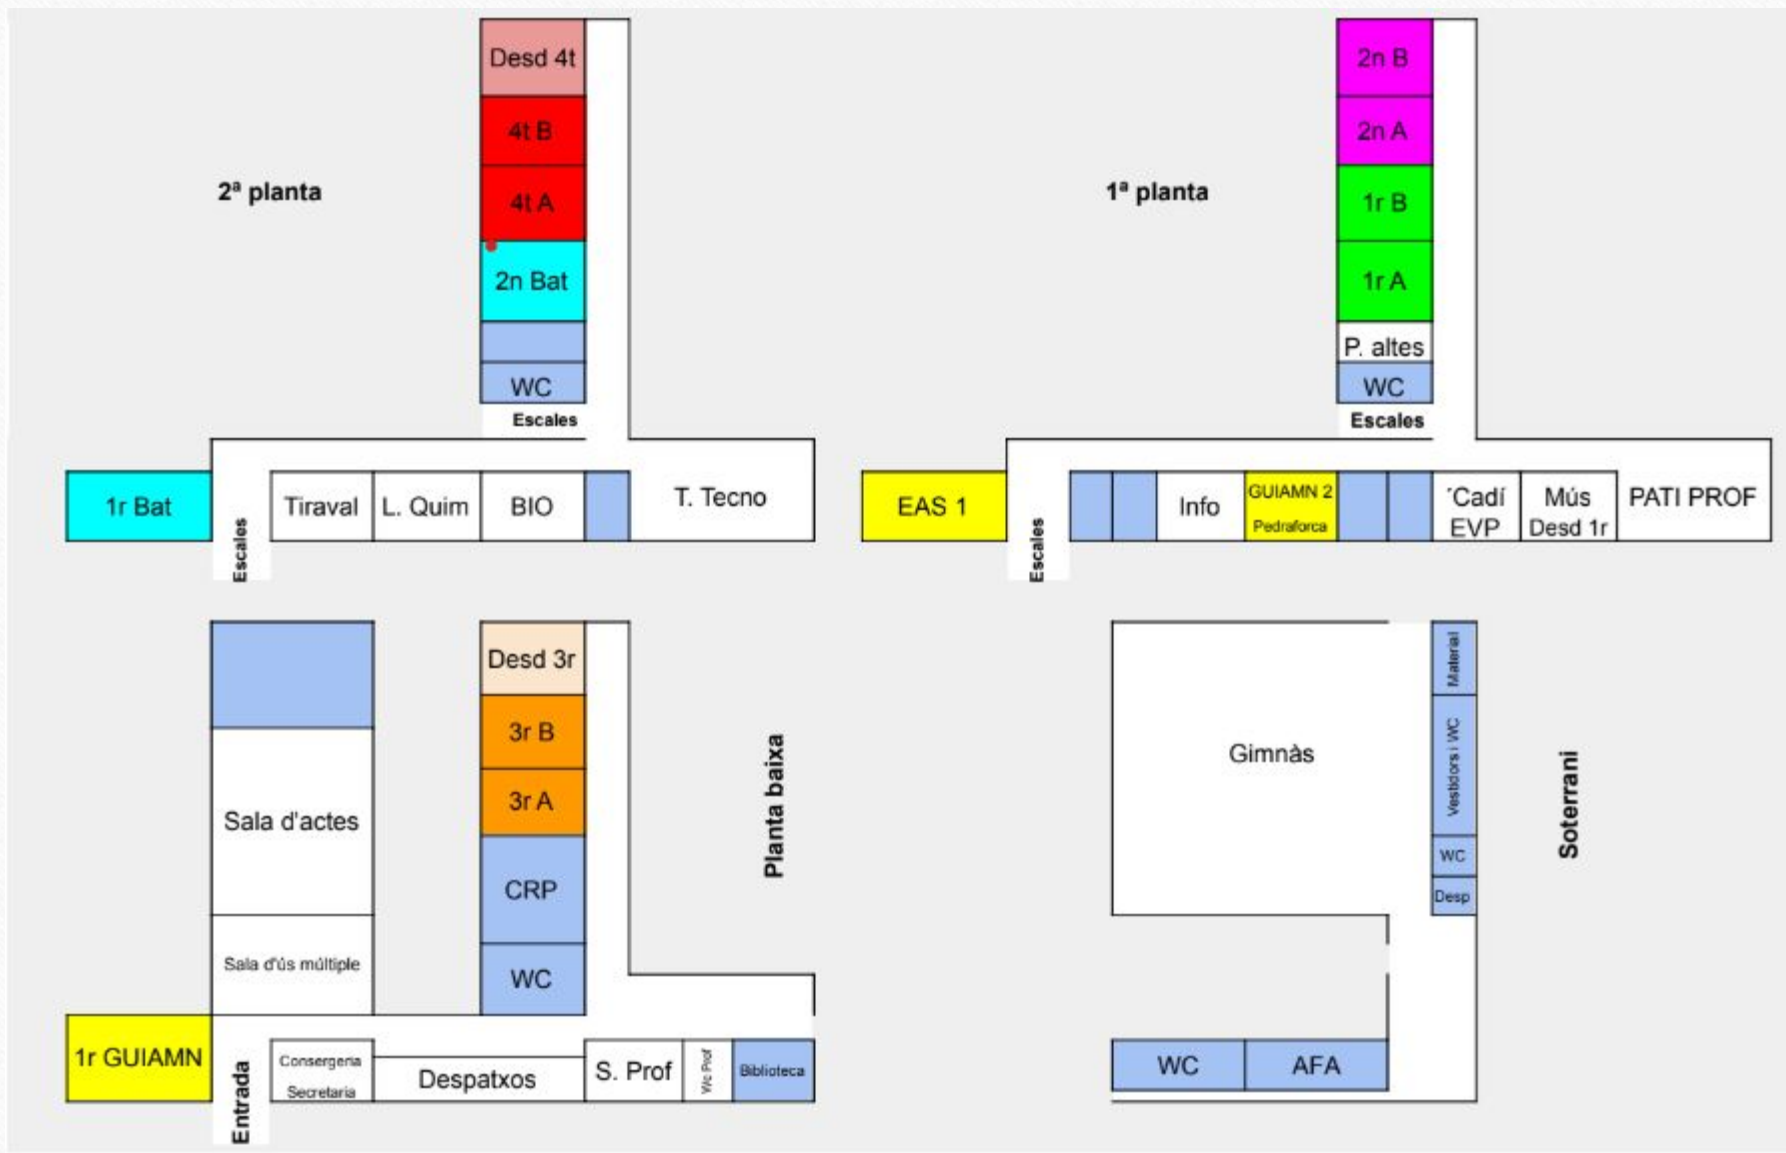 2ª planta
Desd 4t
4t B
4t A
2n Bat
WC
Escales
1r Bat
Escales
Tiraval
L. Quim
BIO
T. Tecno
1ª planta
2n B
2n A
1r B
1r A
P. altes
WC
Escales
EAS 1
Escales
Info
GUIAMN 2
Pedraforca
´Cadí
EVP
Mús
Desd 1r
PATI PROF
Planta baixa
Sala d'actes
Sala d'ús múltiple
Desd 3r
3r B
3r A
CRP
WC
1r GUIAMN
Entrada
Consergeria
Secretaria
Despatxos
S. Prof
Wc Prof
Biblioteca
Soterrani
Gimnàs
Material
Vestidors i WC
WC
Desp
WC
AFA